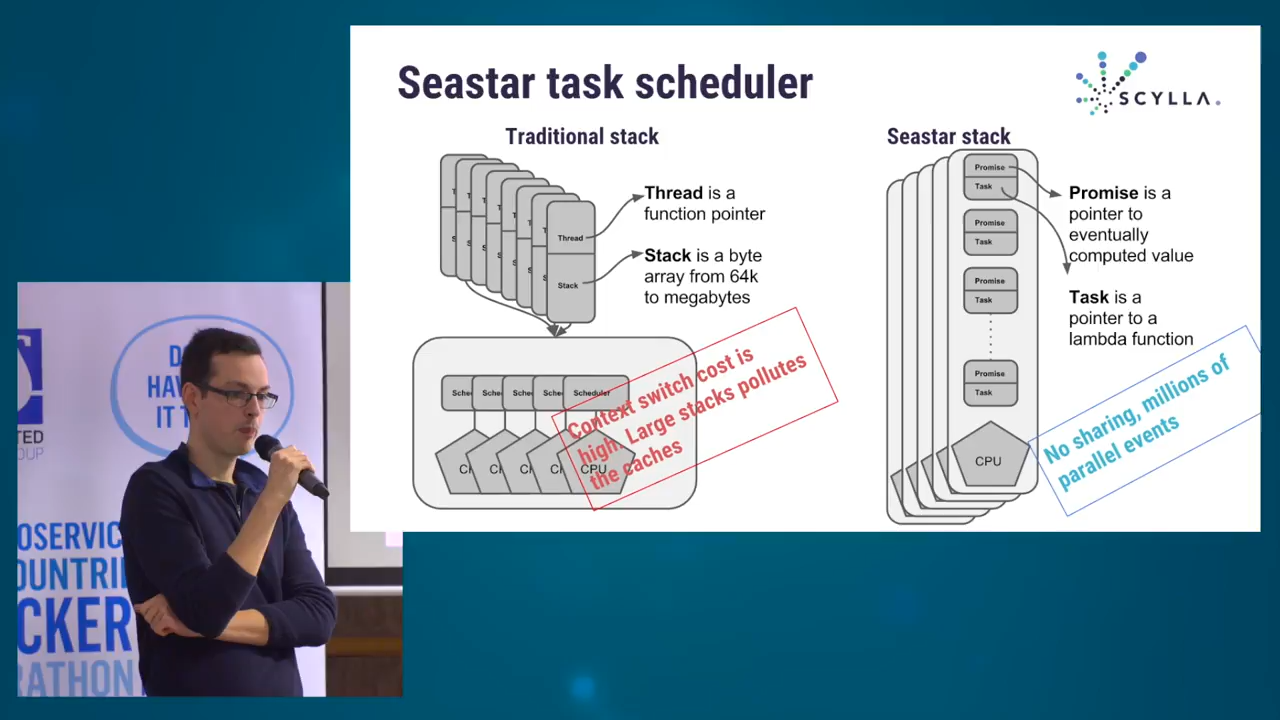 Seastar task scheduler
SCYLLA.
Traditional stack
Thread
Stack
Thread is a
function pointer
Stack is a byte
array from 64k
to megabytes
Scheduler
CPU
Context switch cost is
high. Large stacks pollutes
the caches
Seastar stack
Promise
Task
Promise
Task
Promise
Task
Promise
Task
CPU
Promise is a
pointer to
eventually
computed value
Task is a
pointer to a
lambda function
No sharing, millions of
parallel events